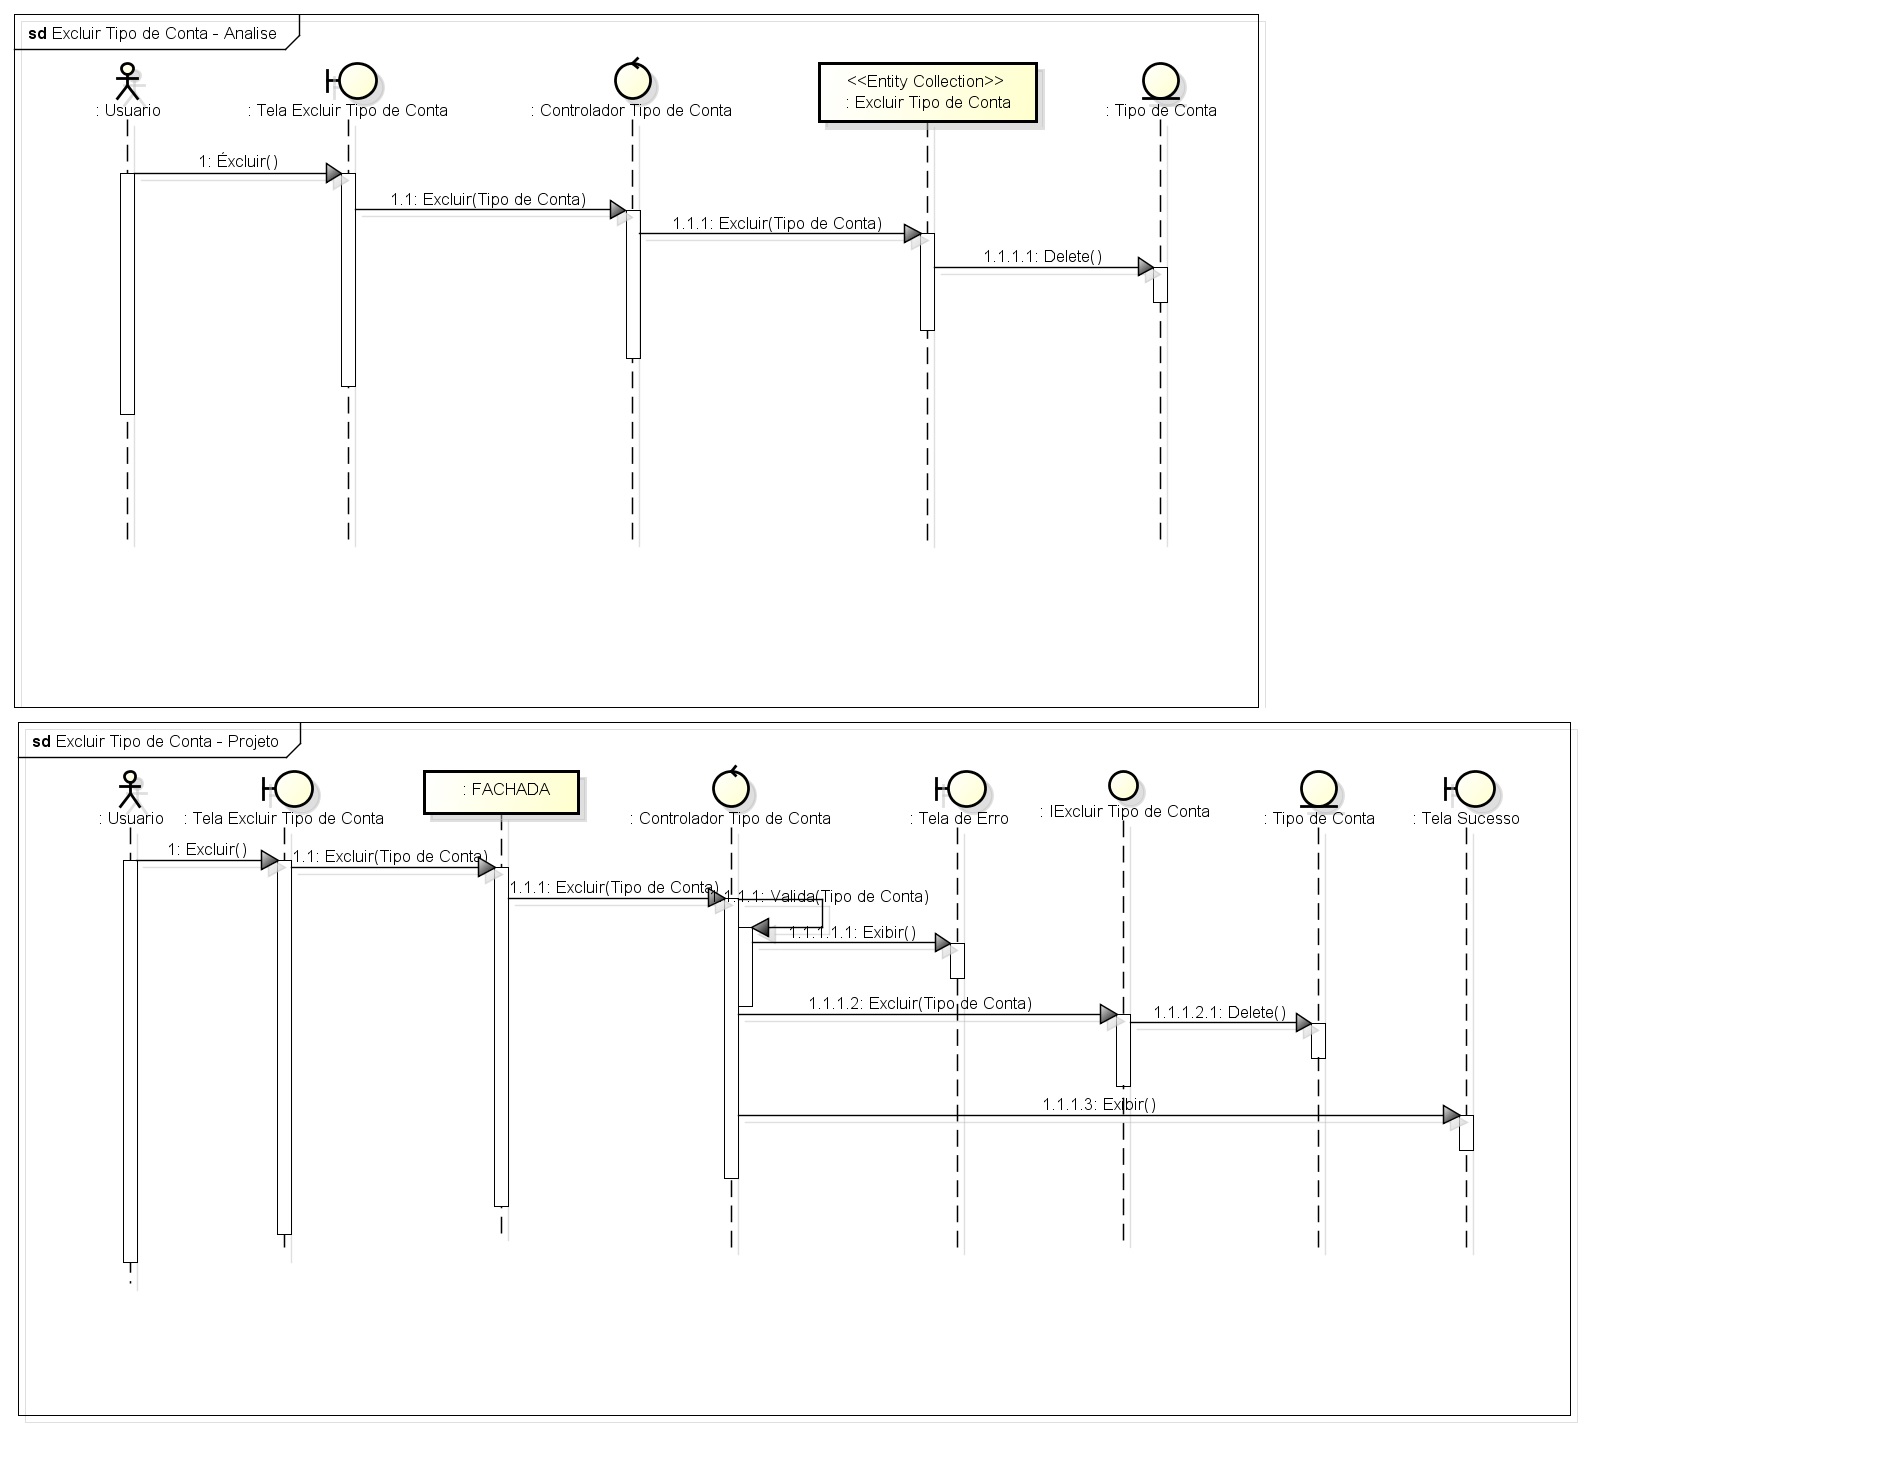 sd Excluir Tipo de Conta - Analise
: Usuario
: Tela Excluir Tipo de Conta
: Controlador Tipo de Conta
<<Entity Collection>>
: Excluir Tipo de Conta
: Tipo de Conta
1: Éxcluir()
1.1: Excluir(Tipo de Conta)
1.1.1: Excluir(Tipo de Conta)
1.1.1.1: Delete()
sd Excluir Tipo de Conta - Projeto
: Usuario
: Tela Excluir Tipo de Conta
: FACHADA
: Controlador Tipo de Conta
: Tela de Erro
: IExcluir Tipo de Conta
: Tipo de Conta
: Tela Sucesso
1: Excluir()
1.1: Excluir(Tipo de Conta)
1.1.1: Excluir(Tipo de Conta)
Valida(Tipo de Conta)
1.1.1.1.1: Exibir()
1.1.1.2: Excluir(Tipo de Conta)
1.1.1.2.1: Delete()
1.1.1.3: Exibir()